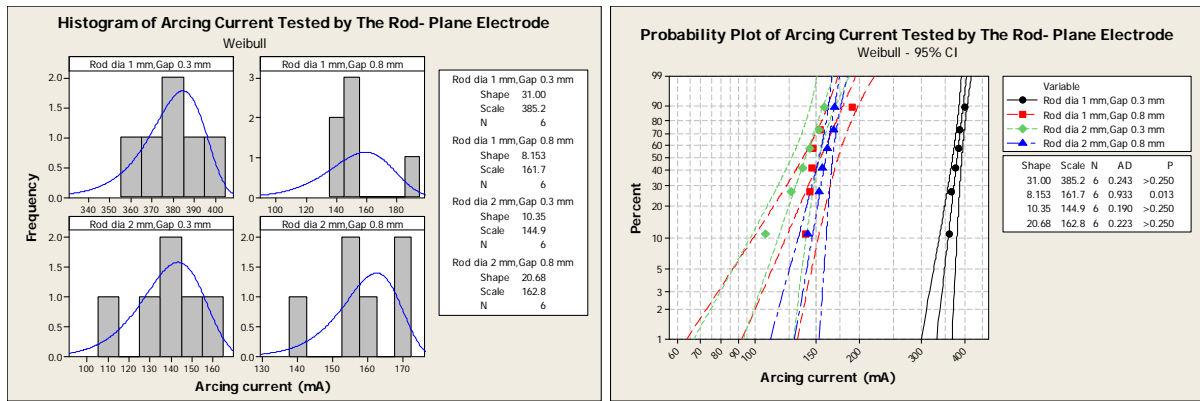 Histogram of Arcing Current Tested by The Rod- Plane Electrode
Weibull
Rod dia 1 mm,Gap 0.3 mm
Rod dia 1 mm,Gap 0.8 mm
2.0
1.5
1.0
0.5
0.0
340 350 360 370 380 390 400
3
2
1
0
100 120 140 160 180
Rod dia 2 mm,Gap 0.3 mm
Rod dia 2 mm,Gap 0.8 mm
2.0
1.5
1.0
0.5
0.0
100 110 120 130 140 150 160
2.0
1.5
1.0
0.5
0.0
130 140 150 160 170
Frequency
Arcing current (mA)
Rod dia 1 mm,Gap 0.3 mm
Shape 31.00
Scale 385.2
N 6
Rod dia 1 mm,Gap 0.8 mm
Shape 8.153
Scale 161.7
N 6
Rod dia 2 mm,Gap 0.3 mm
Shape 10.35
Scale 144.9
N 6
Rod dia 2 mm,Gap 0.8 mm
Shape 20.68
Scale 162.8
N 6
Probability Plot of Arcing Current Tested by The Rod- Plane Electrode
Weibull - 95% CI
99
90
80
70
60
50
40
30
20
10
5
3
2
1
Percent
60 70 80 90 100 150 200 300 400
Arcing current (mA)
Variable
Rod dia 1 mm,Gap 0.3 mm
Rod dia 1 mm,Gap 0.8 mm
Rod dia 2 mm,Gap 0.3 mm
Rod dia 2 mm,Gap 0.8 mm
Shape Scale N AD P
31.00 385.2 6 0.243 >0.250
8.153 161.7 6 0.933 0.013
10.35 144.9 6 0.190 >0.250
20.68 162.8 6 0.223 >0.250